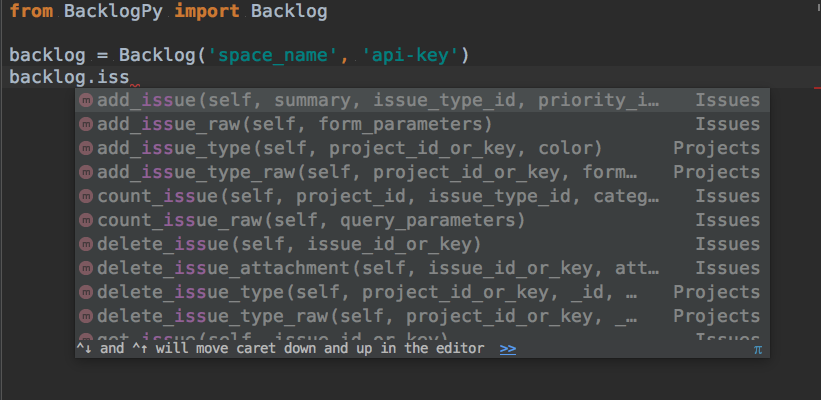 from BacklogPy import Backlog
backlog = Backlog('space_name', 'api-key')
backlog.iss
m add_issue(self, summary, issue_type_id, priority_i… Issues
m add_issue_raw(self, form_parameters) Issues
m add_issue_type(self, project_id_or_key, color) Projects
m add_issue_type_raw(self, project_id_or_key, form… Projects
m count_issue(self, project_id, issue_type_id, categ… Issues
m count_issue_raw(self, query_parameters) Issues
m delete_issue(self, issue_id_or_key) Issues
m delete_issue_attachment(self, issue_id_or_key, att… Issues
m delete_issue_type(self, project_id_or_key, _id, … Projects
m delete_issue_type_raw(self, project_id_or_key, _… Projects
m get_issue(self, issue_id_or_key) Issues
^↓ and ^↑ will move caret down and up in the editor >> π